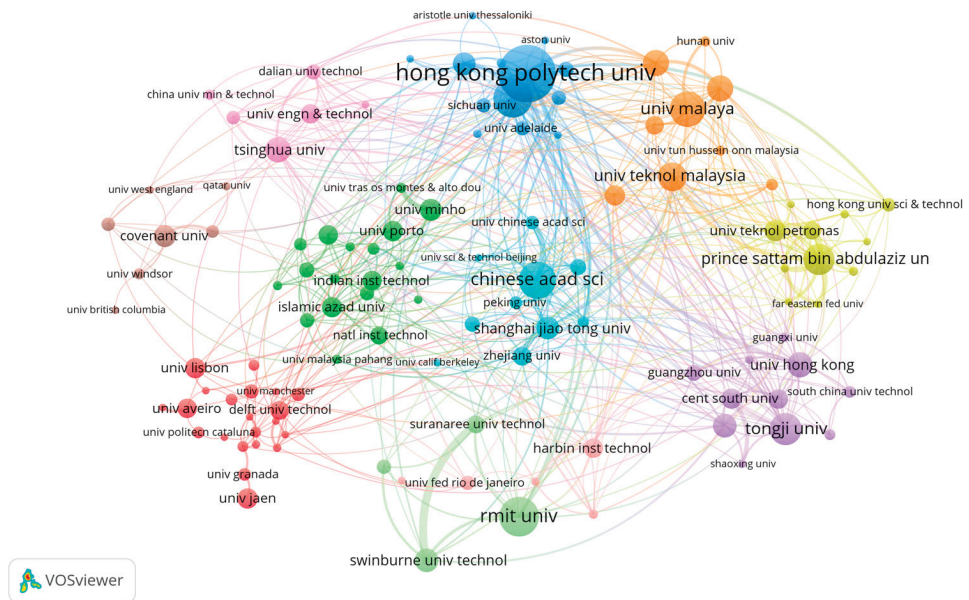 aristotle univ thessaloniki
aston univ
hunan univ
hong kong polytech univ
dalian univ technol
china univ min & technol
sichuan univ
univ malaya
univ engn & technol
univ adelaide
tsinghua univ
univ tun hussein onn malaysia
univ teknol malaysia
univ west england
qatar univ
univ tras os montes & alto dou
hong kong univ sci & technol
univ minho
univ chinese acad sci
univ porto
univ teknol petronas
covenant univ
univ sci & technol beijing
prince sattam bin abdulaziz un
univ windsor
indian inst technol
chinese acad sci
islamic azad univ
peking univ
far eastern fed univ
univ british columbia
shanghai jiao tong univ
natl inst technol
guangxi univ
univ malaysia pahang
univ calif berkeley
zhejiang univ
univ lisbon
guangzhou univ
univ hong kong
univ manchester
south china univ technol
cent south univ
univ aveiro
delft univ technol
suranaree univ technol
univ politecn cataluna
tongji univ
harbin inst technol
shaoxing univ
univ granada
univ fed rio de janeiro
univ jaen
rmit univ
swinburne univ technol
VOSviewer